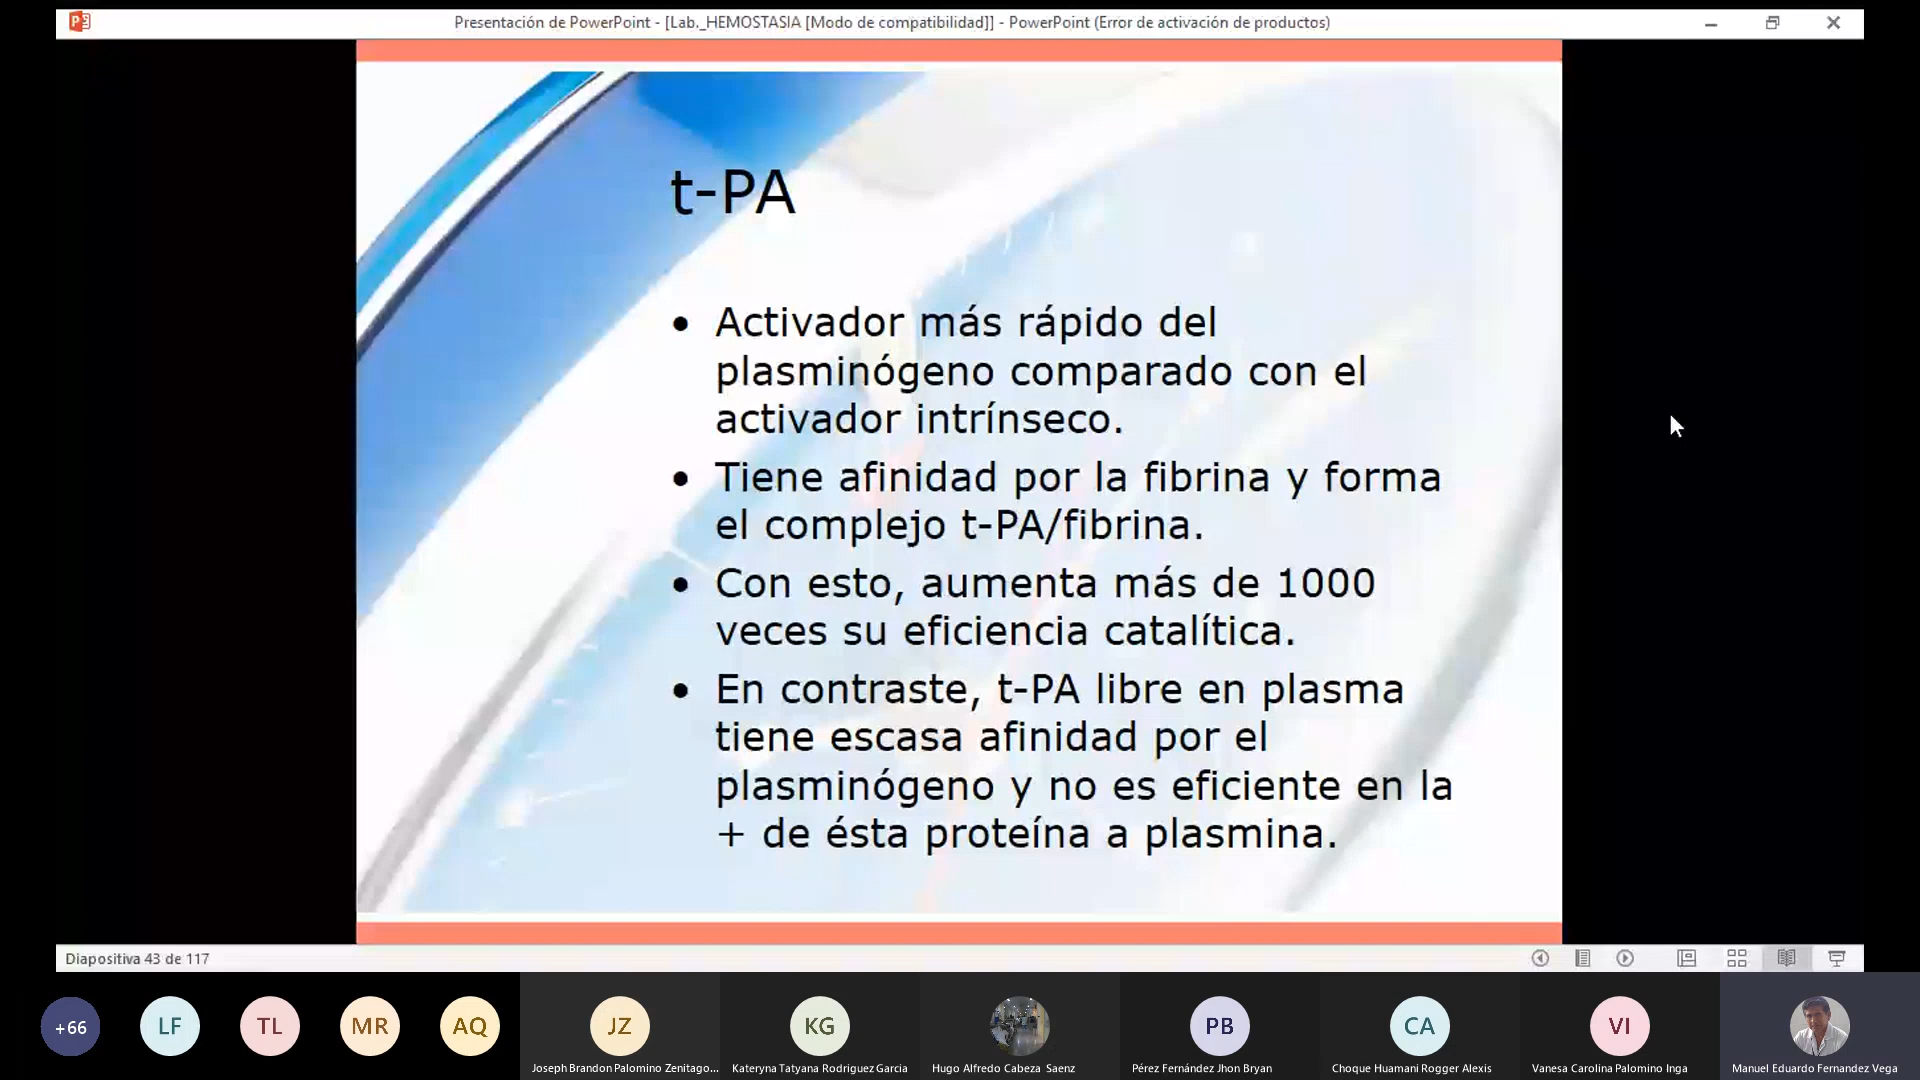 Presentación de PowerPoint - [Lab._HEMOSTASIA [Modo de compatibilidad]] - PowerPoint (Error de activación de productos)
t-PA
• Activador más rápido del
plasminógeno comparado con el
activador intrínseco.
• Tiene afinidad por la fibrina y forma
el complejo t-PA/fibrina.
• Con esto, aumenta más de 1000
veces su eficiencia catalítica.
• En contraste, t-PA libre en plasma
tiene escasa afinidad por el
plasminógeno y no es eficiente en la
+ de ésta proteína a plasmina.
Diapositiva 43 de 117
+66 LF TL MR AQ JZ KG PB CA VI
Joseph Brandon Palomino Zenitago... Kateryna Tatyana Rodriguez Garcia Hugo Alfredo Cabeza Saenz Pérez Fernández Jhon Bryan Choque Huamani Rogger Alexis Vanesa Carolina Palomino Inga Manuel Eduardo Fernandez Vega